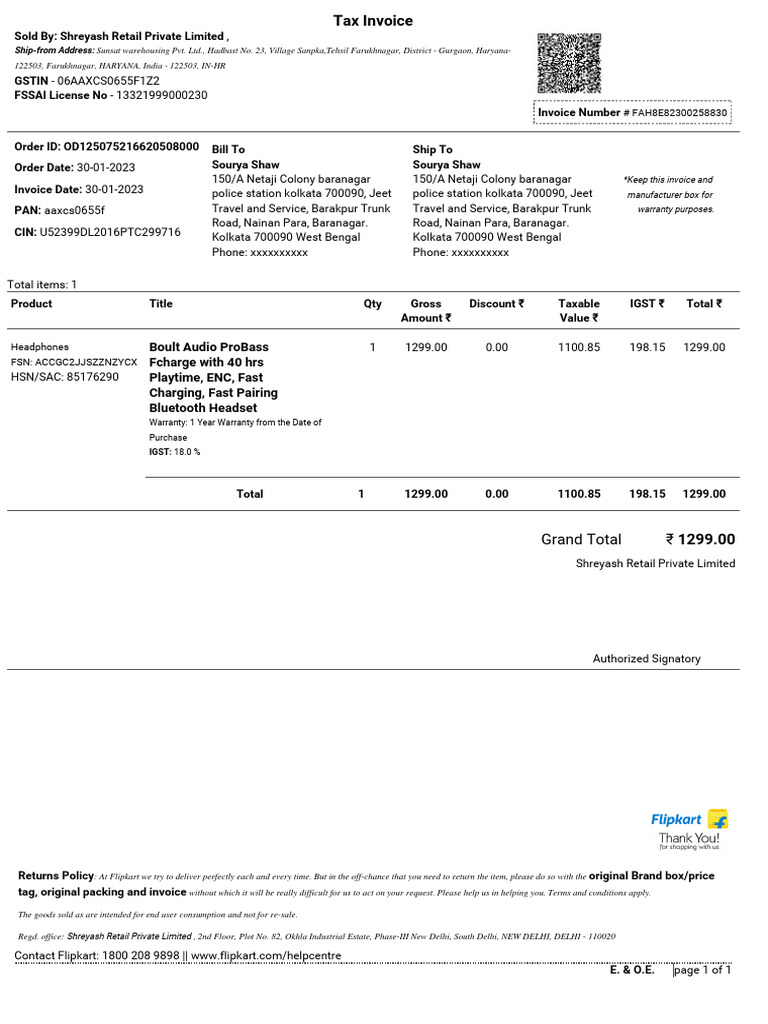 Tax Invoice
Sold By: Shreyash Retail Private Limited ,
Ship-from Address: Sunsat warehousing Pvt. Ltd., Hadbast No. 23, Village Sanpka,Tehsil Farukhnagar, District - Gurgaon, Haryana-
122503, Farukhnagar, HARYANA, India - 122503, IN-HR
GSTIN - 06AAXCS0655F1Z2
FSSAI License No - 13321999000230
Invoice Number # FAH8E82300258830
Order ID: OD125075216620508000
Order Date: 30-01-2023
Invoice Date: 30-01-2023
PAN: aaxcs0655f
CIN: U52399DL2016PTC299716
Bill To
Sourya Shaw
150/A Netaji Colony baranagar
police station kolkata 700090, Jeet
Travel and Service, Barakpur Trunk
Road, Nainan Para, Baranagar.
Kolkata 700090 West Bengal
Phone: xxxxxxxxxx
Ship To
Sourya Shaw
150/A Netaji Colony baranagar
police station kolkata 700090, Jeet
Travel and Service, Barakpur Trunk
Road, Nainan Para, Baranagar.
Kolkata 700090 West Bengal
Phone: xxxxxxxxxx
*Keep this invoice and
manufacturer box for
warranty purposes.
Total items: 1
Product Title Qty Gross Amount ₹ Discount ₹ Taxable Value ₹ IGST ₹ Total ₹
Headphones
FSN: ACCGC2JJSZZNZYCX
HSN/SAC: 85176290
Boult Audio ProBass
Fcharge with 40 hrs
Playtime, ENC, Fast
Charging, Fast Pairing
Bluetooth Headset
Warranty: 1 Year Warranty from the Date of
Purchase
IGST: 18.0 %
1 1299.00 0.00 1100.85 198.15 1299.00
Total 1 1299.00 0.00 1100.85 198.15 1299.00
Grand Total ₹ 1299.00
Shreyash Retail Private Limited
Authorized Signatory
Flipkart
Thank You!
for shopping with us
Returns Policy: At Flipkart we try to deliver perfectly each and every time. But in the off-chance that you need to return the item, please do so with the original Brand box/price
tag, original packing and invoice without which it will be really difficult for us to act on your request. Please help us in helping you. Terms and conditions apply.
The goods sold as are intended for end user consumption and not for re-sale.
Regd. office: Shreyash Retail Private Limited , 2nd Floor, Plot No. 82, Okhla Industrial Estate, Phase-III New Delhi, South Delhi, NEW DELHI, DELHI - 110020
Contact Flipkart: 1800 208 9898 || www.flipkart.com/helpcentre
E. & O.E. page 1 of 1